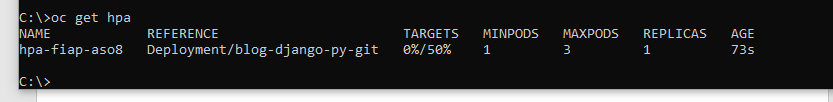 C:\>oc get hpa
NAME REFERENCE TARGETS MINPODS MAXPODS REPLICAS AGE
hpa-fiap-aso8 Deployment/blog-django-py-git 0%/50% 1 3 1 73s
C:\>